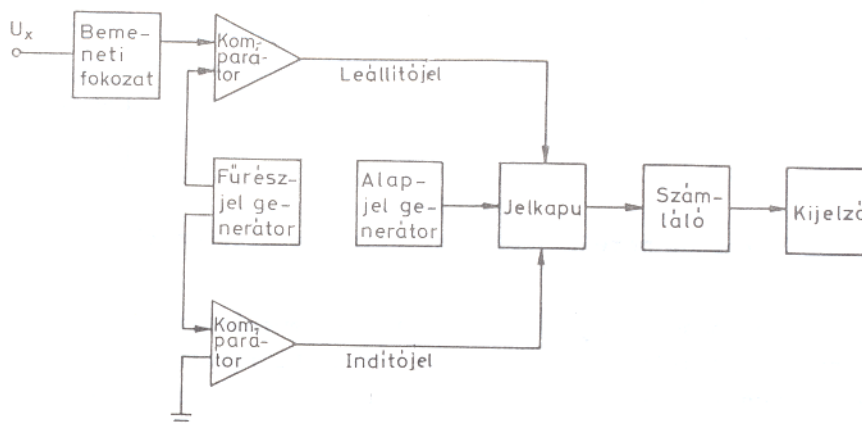 Ux
Beme-
neti
fokozat
Kom-
pará-
tor
Leállítójel
Fűrész-
jel ge-
nerátor
Alap-
jel ge-
nerátor
Jelkapu
Szám-
láló
Kijelző
Kom-
pará-
tor
Indítójel